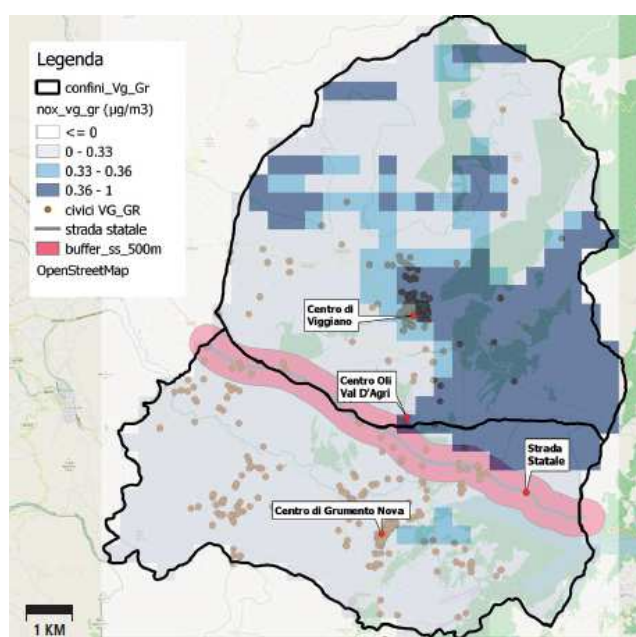 Legenda
confini_Vg_Gr
nox_vg_gr (µg/m3)
<= 0
0 - 0.33
0.33 - 0.36
0.36 - 1
civici VG_GR
strada statale
buffer_ss_500m
OpenStreetMap
Centro di
Viggiano
Centro Oli
Val D'Agri
Strada
Statale
Centro di Grumento Nova
1 KM